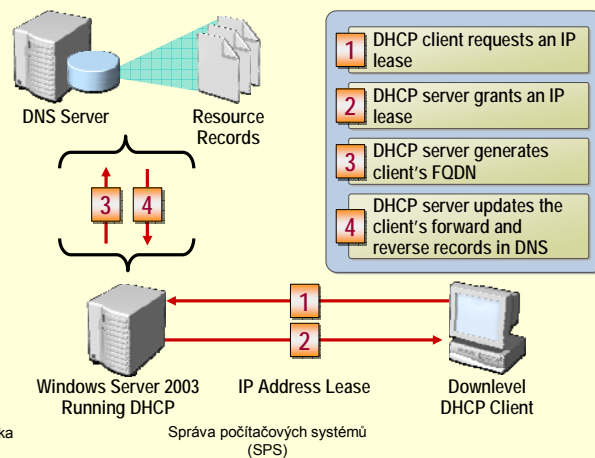 DNS Server
Resource
Records
1
DHCP client requests an IP
lease
2
DHCP server grants an IP
lease
3
DHCP server generates
client's FQDN
4
DHCP server updates the
client's forward and
reverse records in DNS
3
4
1
2
Windows Server 2003
Running DHCP
IP Address Lease
Downlevel
DHCP Client
ka
Správa počítačových systémů
(SPS)